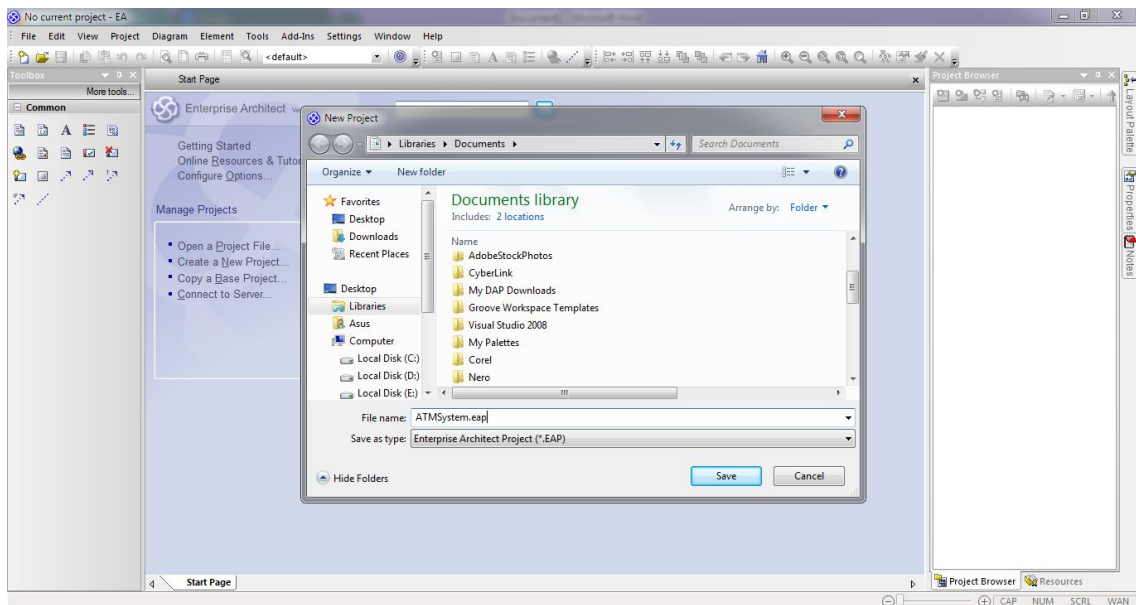 No current project - EA
File Edit View Project Diagram Element Tools Add-Ins Settings Window Help
<default>
Toolbox
More tools...
Common
Start Page
Enterprise Architect
Getting Started
Online Resources & Tutor
Configure Options...
Manage Projects
Open a Project File...
Create a New Project...
Copy a Base Project...
Connect to Server...
New Project
Libraries Documents
Search Documents
Organize New folder
Favorites
Desktop
Downloads
Recent Places
Desktop
Libraries
Asus
Computer
Local Disk (C:)
Local Disk (D:)
Local Disk (E:)
Documents library
Includes: 2 locations
Arrange by: Folder
Name
AdobeStockPhotos
CyberLink
My DAP Downloads
Groove Workspace Templates
Visual Studio 2008
My Palettes
Corel
Nero
File name: ATMSystem.eap
Save as type: Enterprise Architect Project (*.EAP)
Hide Folders
Save
Cancel
Project Browser
Layout Palette
Properties
Notes
Start Page
Project Browser Resources
CAP NUM SCRL WAN